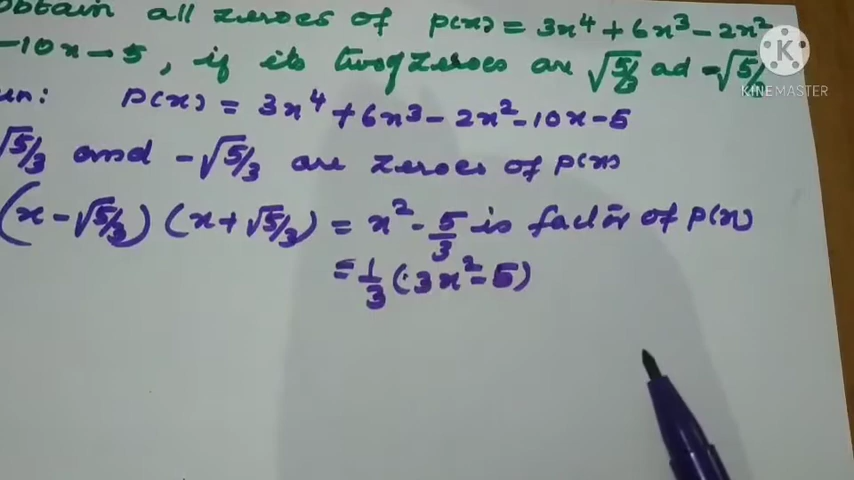 obtain all zeroes of p(x) = 3x⁴ + 6x³ - 2x²
-10x - 5, if its two of zeroes are √5/3 ad -√5/3
KINEMASTER
p(x) = 3x⁴ + 6x³ - 2x² - 10x - 5
√5/3 and -√5/3 are zeroes of p(x)
(x - √5/3) (x + √5/3) = x² - 5/3 is factor of p(x)
= 1/3 (3x² - 5)